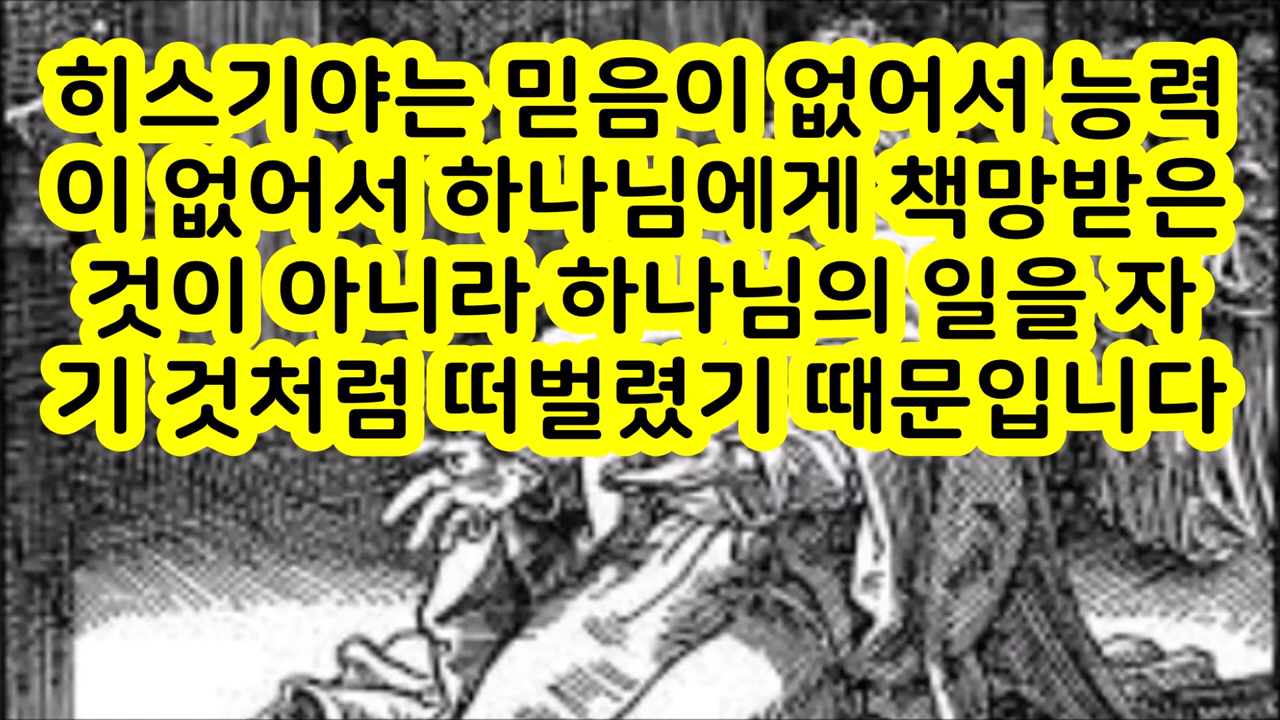 히스기야는 믿음이 없어서 능력
이 없어서 하나님에게 책망받은
것이 아니라 하나님의 일을 자
기 것처럼 떠벌렸기 때문입니다